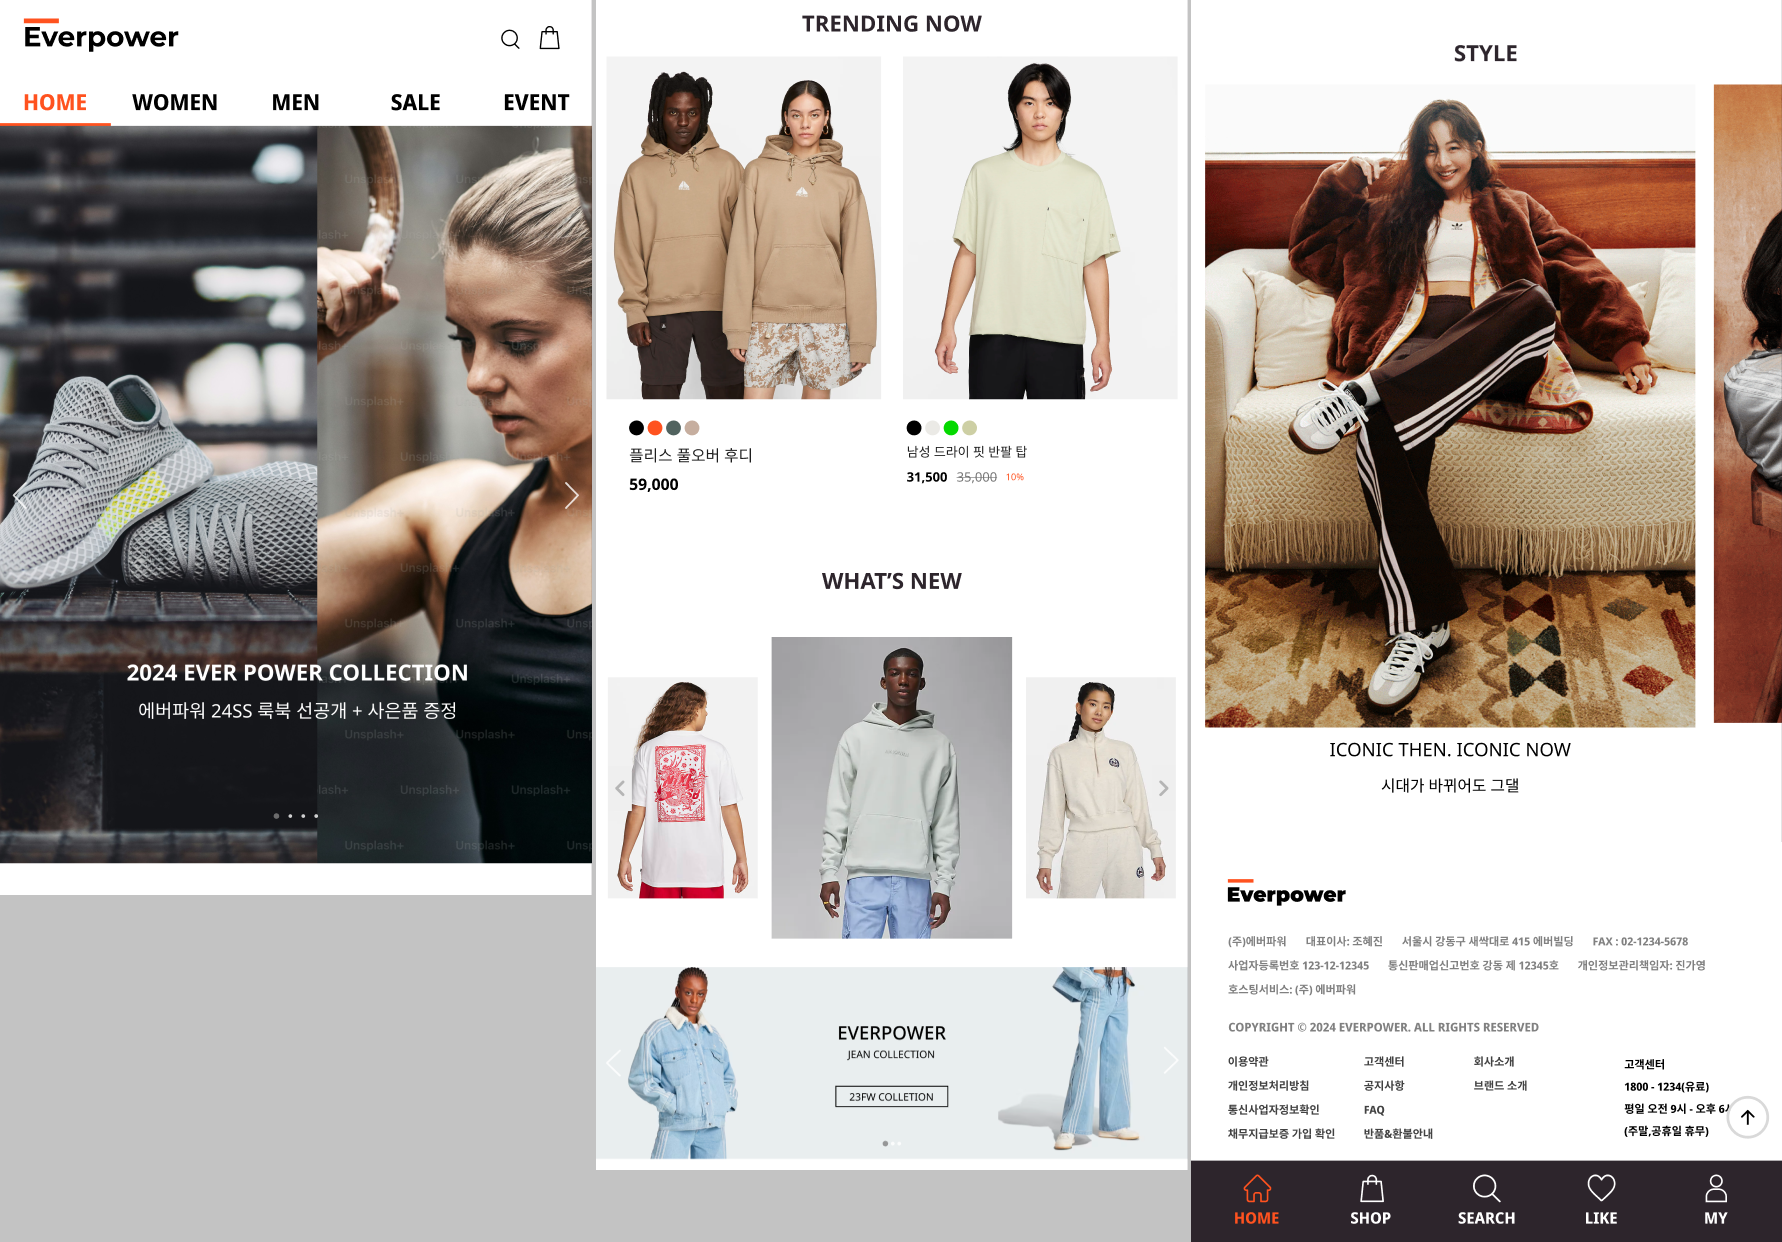 Everpower
HOME WOMEN MEN SALE EVENT
Unsplash+
2024 EVER POWER COLLECTION
에버파워 24SS 룩북 선공개 + 사은품 증정
TRENDING NOW
플리스 풀오버 후디
59,000
남성 드라이 핏 반팔 탑
31,500 35,000 10%
WHAT'S NEW
EVERPOWER
JEAN COLLECTION
23FW COLLETION
STYLE
ICONIC THEN. ICONIC NOW
시대가 바뀌어도 그댈
Everpower
(주)에버파워 대표이사: 조혜진 서울시 강동구 새싹대로 415 에버빌딩 FAX : 02-1234-5678
사업자등록번호 123-12-12345 통신판매업신고번호 강동 제 12345호 개인정보관리책임자: 진가영
호스팅서비스: (주) 에버파워
COPYRIGHT © 2024 EVERPOWER. ALL RIGHTS RESERVED
이용약관
개인정보처리방침
통신사업자정보확인
채무지급보증 가입 확인
고객센터
공지사항
FAQ
반품&환불안내
회사소개
브랜드 소개
고객센터
1800 - 1234(유료)
평일 오전 9시 - 오후
(주말,공휴일 휴무)
HOME SHOP SEARCH LIKE MY